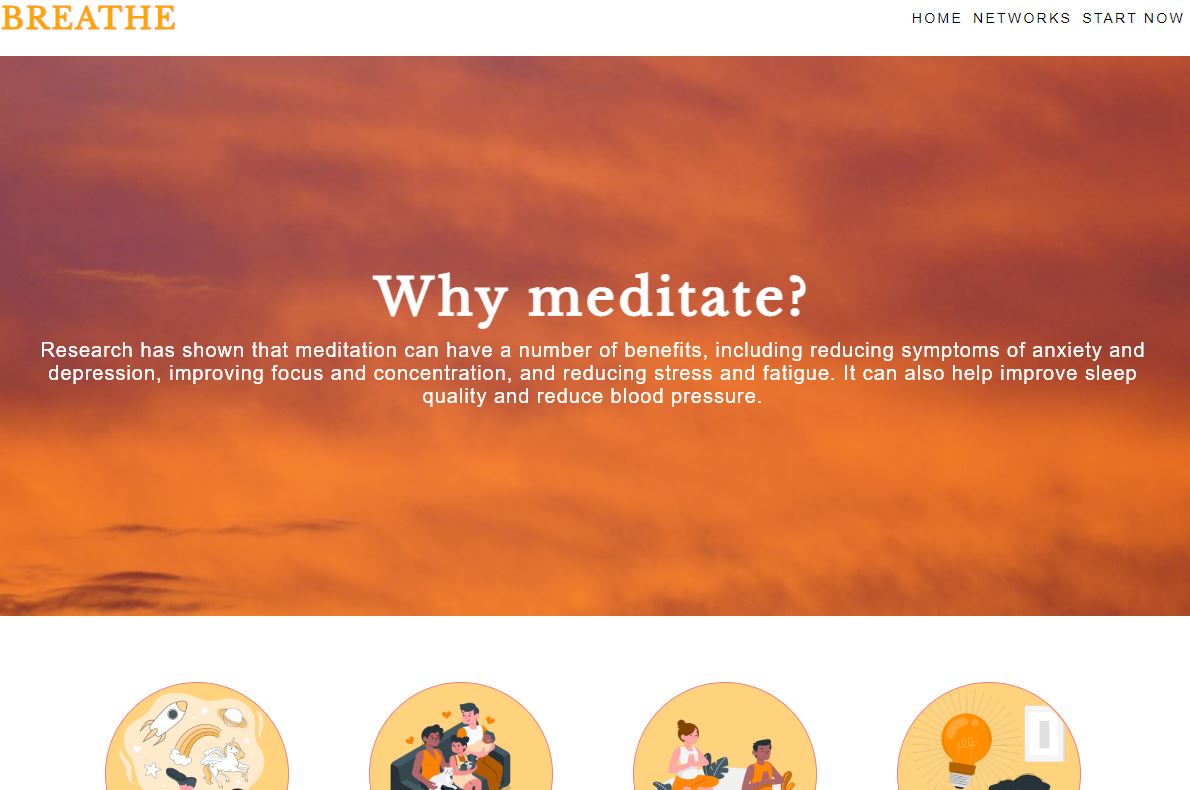 BREATHE
HOME NETWORKS START NOW
Why meditate?
Research has shown that meditation can have a number of benefits, including reducing symptoms of anxiety and
depression, improving focus and concentration, and reducing stress and fatigue. It can also help improve sleep
quality and reduce blood pressure.